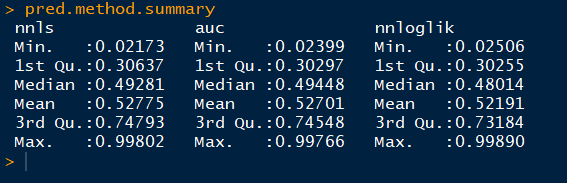 > pred.method.summary
nnls auc nnloglik
Min. :0.02173 Min. :0.02399 Min. :0.02506
1st Qu.:0.30637 1st Qu.:0.30297 1st Qu.:0.30255
Median :0.49281 Median :0.49448 Median :0.48014
Mean :0.52775 Mean :0.52701 Mean :0.52191
3rd Qu.:0.74793 3rd Qu.:0.74548 3rd Qu.:0.73184
Max. :0.99802 Max. :0.99766 Max. :0.99890
>